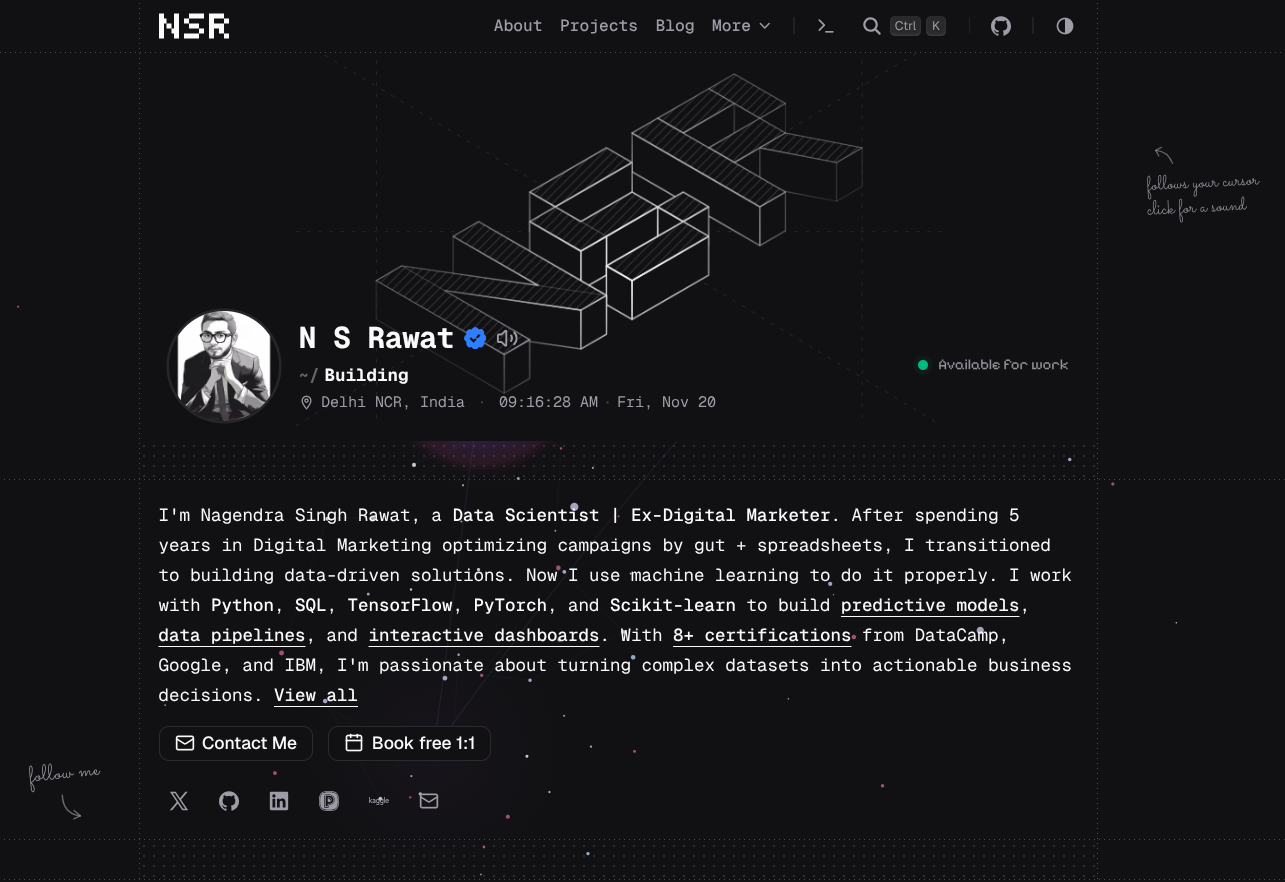 NSR
About Projects Blog More Ctrl K
NSR
follows your cursor
click for a sound
N S Rawat
~/ Building
Available for work
Delhi NCR, India · 09:16:28 AM · Fri, Nov 20
I'm Nagendra Singh Rawat, a Data Scientist | Ex-Digital Marketer. After spending 5
years in Digital Marketing optimizing campaigns by gut + spreadsheets, I transitioned
to building data-driven solutions. Now I use machine learning to do it properly. I work
with Python, SQL, TensorFlow, PyTorch, and Scikit-learn to build predictive models,
data pipelines, and interactive dashboards. With 8+ certifications from DataCamp,
Google, and IBM, I'm passionate about turning complex datasets into actionable business
decisions. View all
Contact Me Book free 1:1
follow me
kaggle